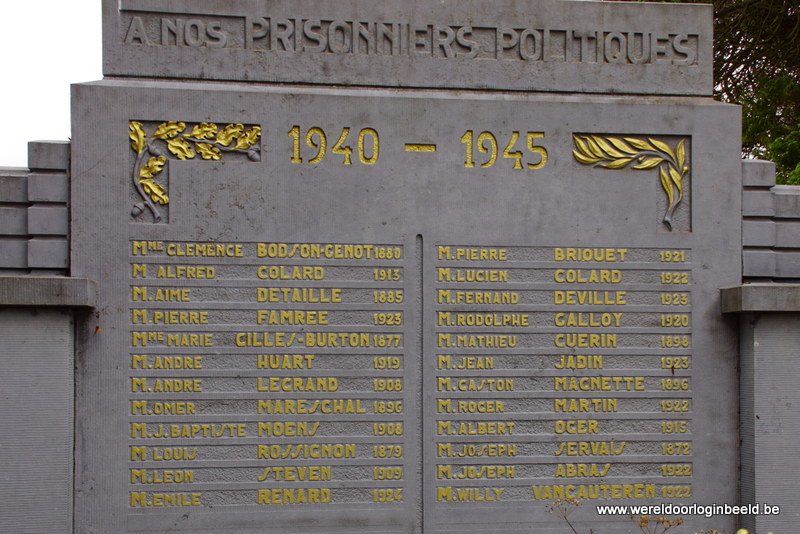 A NOS PRISONNIERS POLITIQUES
1940 – 1945
MME CLEMENCE BODSON-GENOT 1880
M ALFRED COLARD 1913
M. AIME DETAILLE 1885
M. PIERRE FAMREE 1923
MME MARIE GILLES-BURTON 1877
M. ANDRE HUART 1919
M. ANDRE LEGRAND 1908
M. OMER MARESCHAL 1896
M. J. BAPTISTE MOENS 1908
M LOUIS ROSSIGNON 1879
M. LEON STEVEN 1909
M. EMILE RENARD 1924
M. PIERRE BRIQUET 1921
M. LUCIEN COLARD 1922
M. FERNAND DEVILLE 1923
M. RODOLPHE GALLOY 1920
M. MATHIEU GUERIN 1898
M. JEAN JADIN 1923
M. GASTON MAGNETTE 1896
M. ROGER MARTIN 1922
M. ALBERT OGER 1915
M. JOSEPH SERVAIS 1872
M. JOSEPH ABRAS 1922
M. WILLY VANCAUTEREN 1922
www.wereldoorloginbeeld.be